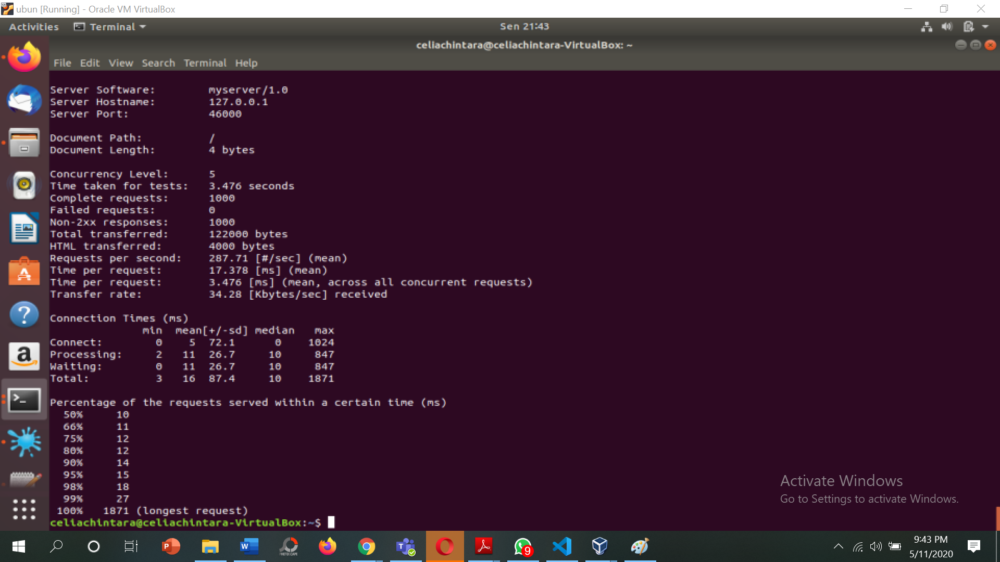 ubun [Running] - Oracle VM VirtualBox
Activities Terminal Sen 21:43
celiachintara@celiachintara-VirtualBox: ~
File Edit View Search Terminal Help
Server Software: myserver/1.0
Server Hostname: 127.0.0.1
Server Port: 46000
Document Path: /
Document Length: 4 bytes
Concurrency Level: 5
Time taken for tests: 3.476 seconds
Complete requests: 1000
Failed requests: 0
Non-2xx responses: 1000
Total transferred: 122000 bytes
HTML transferred: 4000 bytes
Requests per second: 287.71 [#/sec] (mean)
Time per request: 17.378 [ms] (mean)
Time per request: 3.476 [ms] (mean, across all concurrent requests)
Transfer rate: 34.28 [Kbytes/sec] received
Connection Times (ms)
min mean[+/-sd] median max
Connect: 0 5 72.1 0 1024
Processing: 2 11 26.7 10 847
Waiting: 0 11 26.7 10 847
Total: 3 16 87.4 10 1871
Percentage of the requests served within a certain time (ms)
50% 10
66% 11
75% 12
80% 12
90% 14
95% 15
98% 18
99% 27
100% 1871 (longest request)
celiachintara@celiachintara-VirtualBox:~$
Activate Windows
Go to Settings to activate Windows.
PHOTOSCAPE
9
9:43 PM
5/11/2020